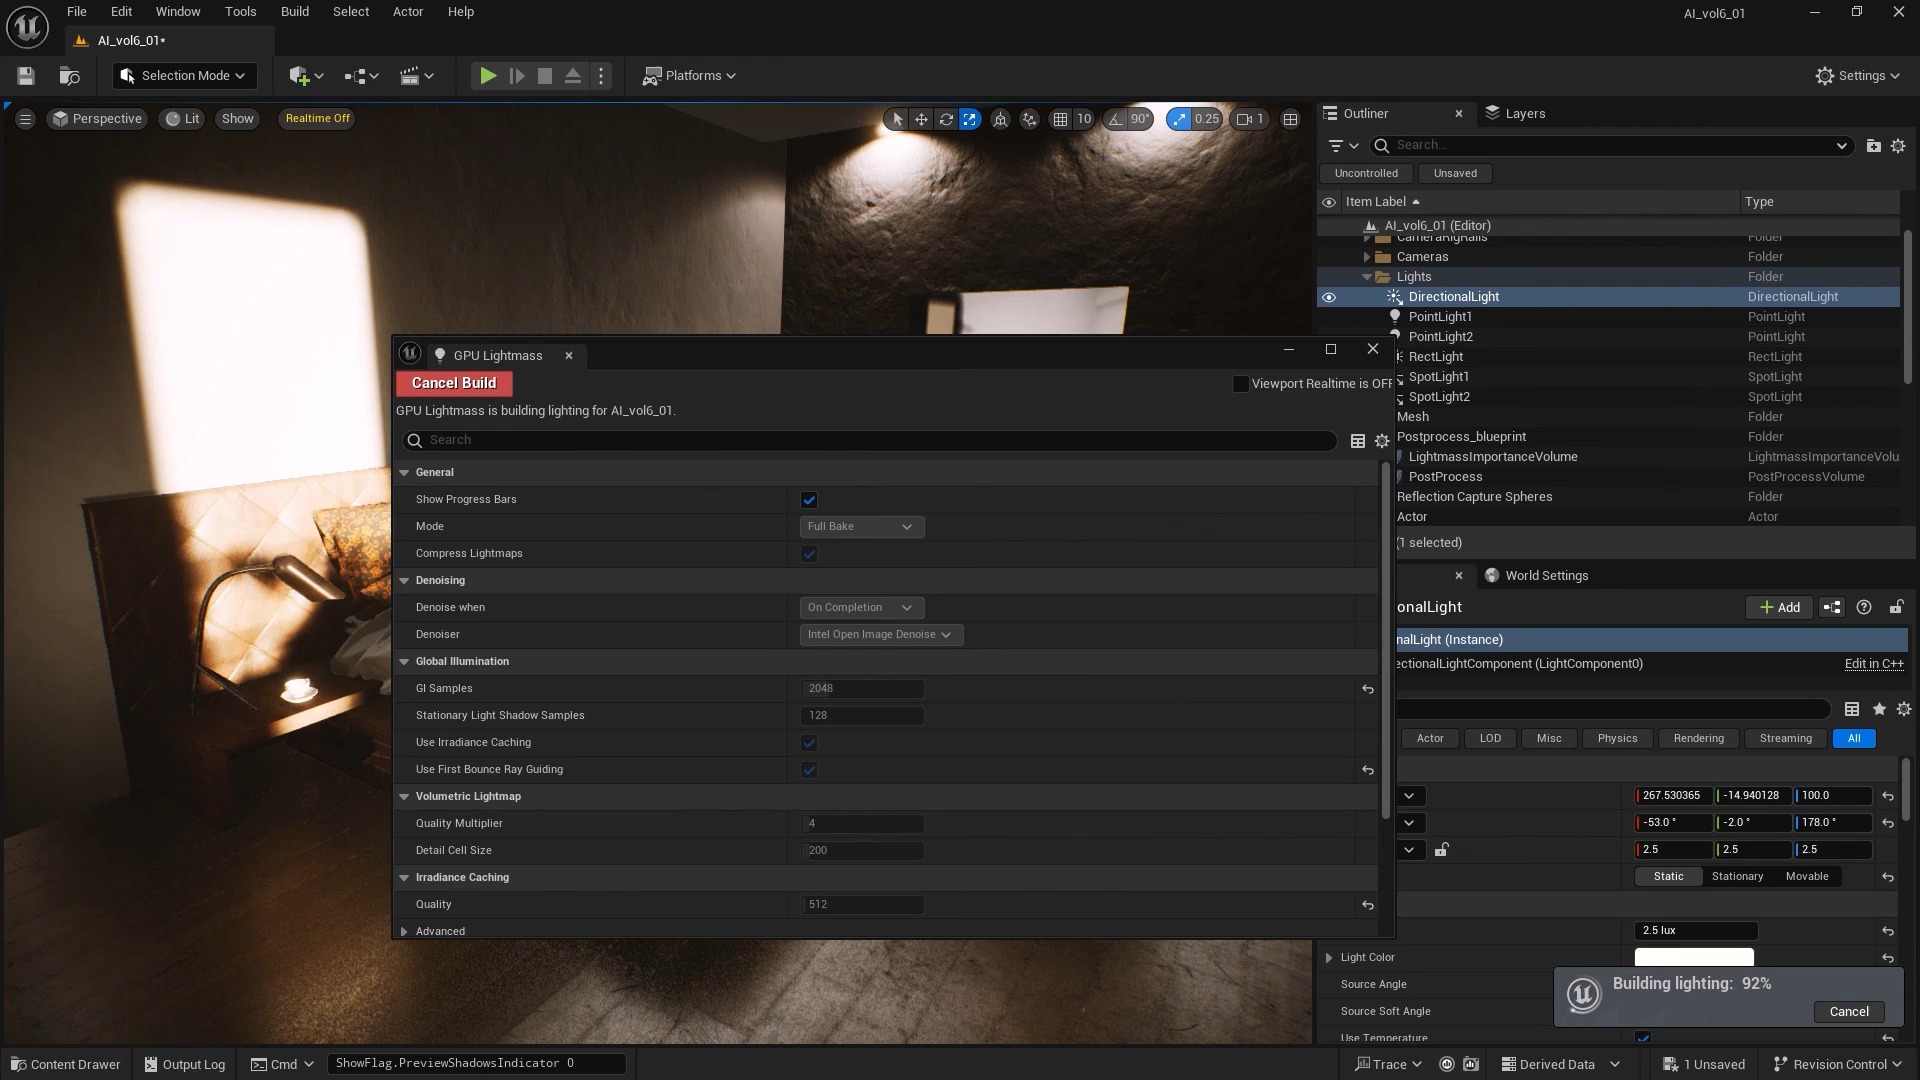 File Edit Window Tools Build Select Actor Help
AI_vol6_01
AI_vol6_01*
Selection Mode
Platforms
Settings
Perspective Lit Show Realtime Off
10 90° 0.25 1
Outliner
Layers
Search...
Uncontrolled Unsaved
Item Label Type
AI_vol6_01 (Editor)
CameraRigRails Folder
Cameras Folder
Lights Folder
DirectionalLight DirectionalLight
PointLight1 PointLight
PointLight2 PointLight
RectLight RectLight
SpotLight1 SpotLight
SpotLight2 SpotLight
Mesh Folder
Postprocess_blueprint Folder
LightmassImportanceVolume LightmassImportanceVolu
PostProcess PostProcessVolume
Reflection Capture Spheres Folder
Actor Actor
(1 selected)
GPU Lightmass
Cancel Build
Viewport Realtime is OFF
GPU Lightmass is building lighting for AI_vol6_01.
Search
General
Show Progress Bars
Mode Full Bake
Compress Lightmaps
Denoising
Denoise when On Completion
Denoiser Intel Open Image Denoise
Global Illumination
GI Samples 2048
Stationary Light Shadow Samples 128
Use Irradiance Caching
Use First Bounce Ray Guiding
Volumetric Lightmap
Quality Multiplier 4
Detail Cell Size 200
Irradiance Caching
Quality 512
Advanced
World Settings
onalLight
Add
nalLight (Instance)
ectionalLightComponent (LightComponent0) Edit in C++
Actor LOD Misc Physics Rendering Streaming All
267.530365 -14.940128 100.0
-53.0 ° -2.0 ° 178.0 °
2.5 2.5 2.5
Static Stationary Movable
2.5 lux
Light Color
Source Angle
Source Soft Angle
Use Temperature
Building lighting: 92%
Cancel
Content Drawer Output Log Cmd ShowFlag.PreviewShadowsIndicator 0 Trace Derived Data 1 Unsaved Revision Control